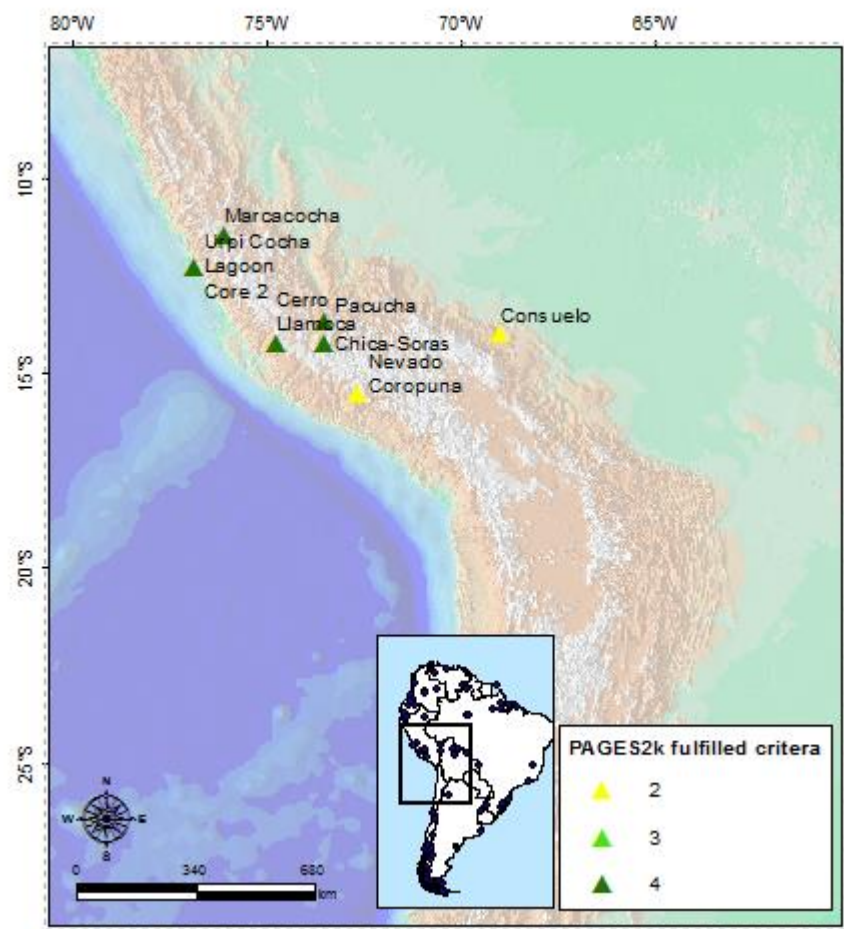 80°W 75°W 70°W 65°W
10°S
Marcacocha
Urpi Cocha
Lagoon
Core 2
Cerro
Llamoca
Pacucha
Consuelo
Chica-Soras
15°S
Nevado
Coropuna
20°S
25°S
N
W E
S
0 340 680
km
PAGES2k fulfilled critera
2
3
4